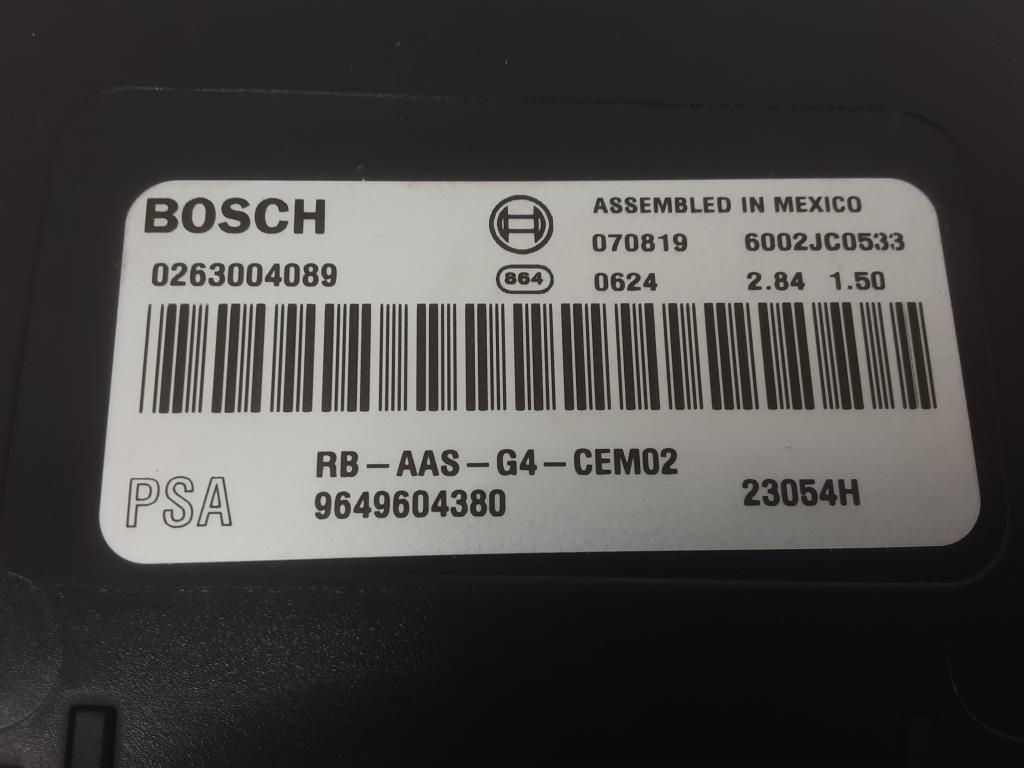 BOSCH
0263004089
864
ASSEMBLED IN MEXICO
070819 6002JC0533
0624 2.84 1.50
RB-AAS-G4-CEM02
PSA 9649604380 23054H